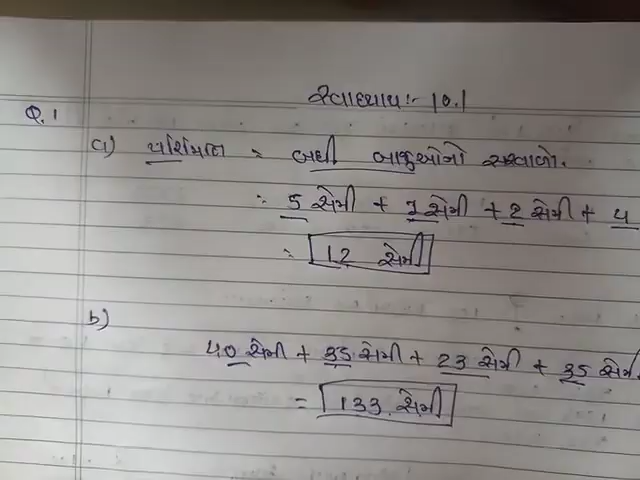 સ્વાધ્યાય:- 10.1
Q.1
a) પરિમિતિ = બધી બાજુઓનો સરવાળો.
= 5 સેમી + 1 સેમી + 2 સેમી + 4
= 12 સેમી
b)
40 સેમી + 35 સેમી + 23 સેમી + 35 સેમી.
= 133 સેમી